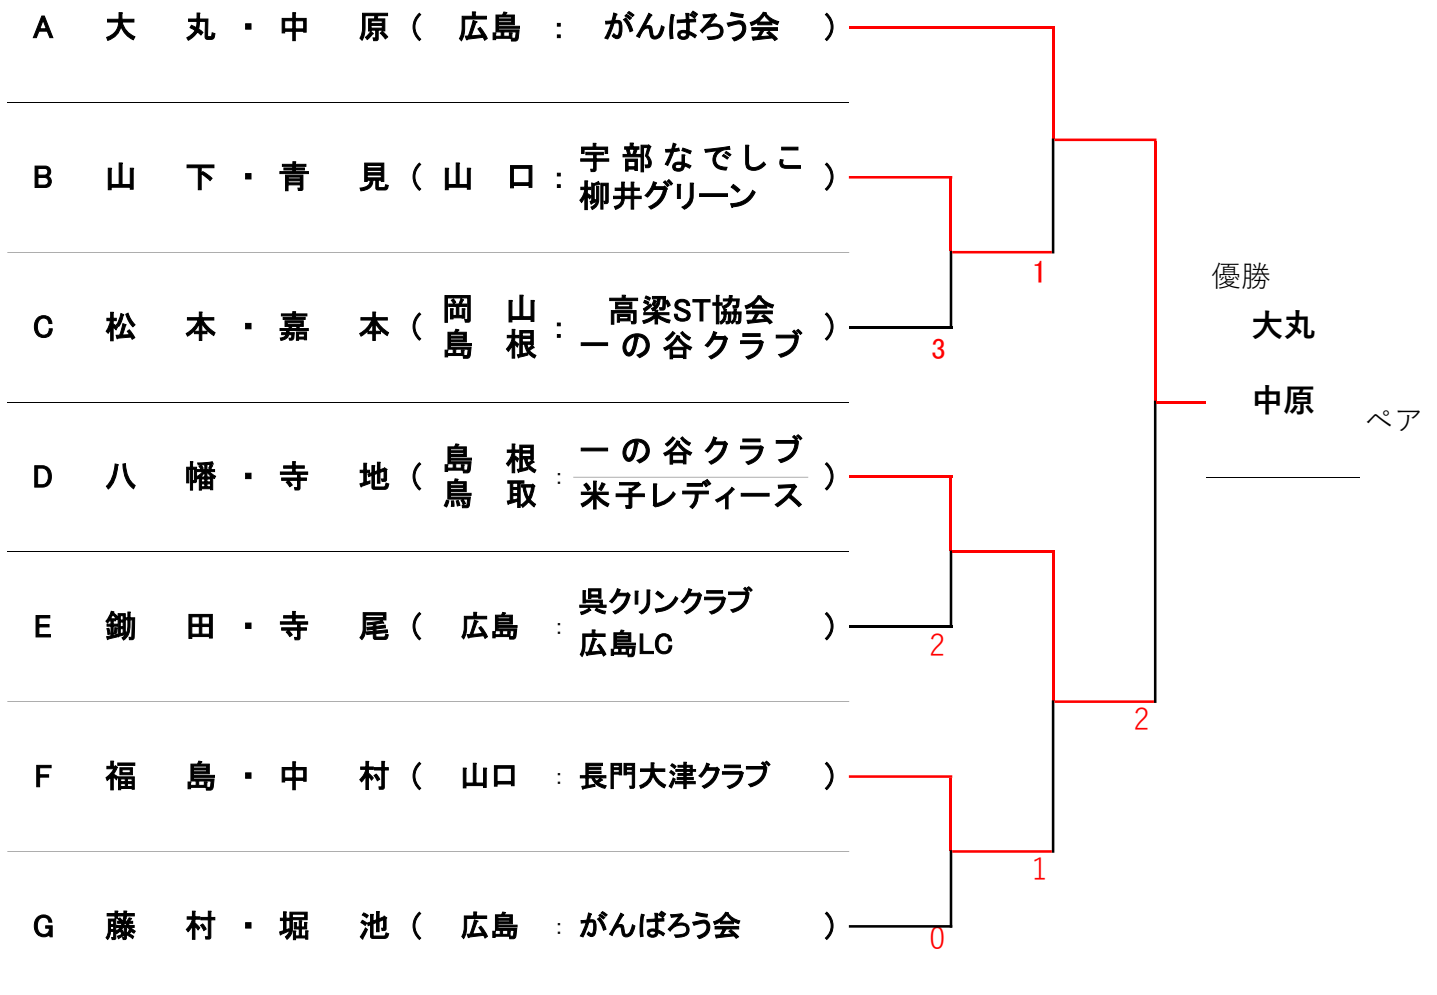 A 大 丸 ・ 中 原 ( 広島 : がんばろう会 )
B 山 下 ・ 青 見 ( 山 口 : 宇部なでしこ
柳井グリーン )
1
優勝
C 松 本 ・ 嘉 本 ( 岡 山
島 根 : 高梁ST協会
一の谷クラブ )
3
大丸
中原
ペア
D 八 幡 ・ 寺 地 ( 島 根
鳥 取 : 一の谷クラブ
米子レディース )
E 鋤 田 ・ 寺 尾 ( 広島 : 呉クリンクラブ
広島LC )
2
2
F 福 島 ・ 中 村 ( 山口 : 長門大津クラブ )
1
G 藤 村 ・ 堀 池 ( 広島 : がんばろう会 )
0